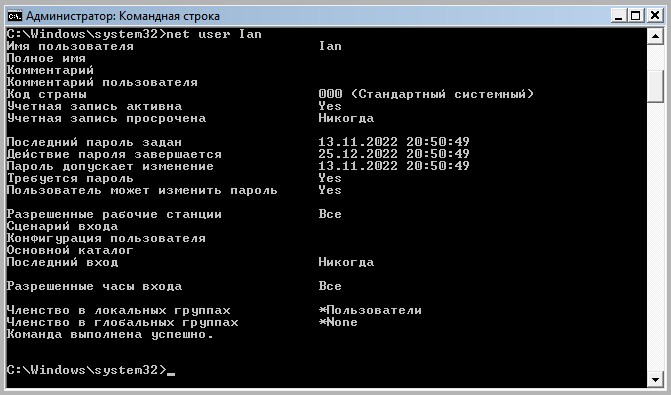 Администратор: Командная строка
C:\Windows\system32>net user Ian
Имя пользователя Ian
Полное имя
Комментарий
Комментарий пользователя
Код страны 000 (Стандартный системный)
Учетная запись активна Yes
Учетная запись просрочена Никогда
Последний пароль задан 13.11.2022 20:50:49
Действие пароля завершается 25.12.2022 20:50:49
Пароль допускает изменение 13.11.2022 20:50:49
Требуется пароль Yes
Пользователь может изменить пароль Yes
Разрешенные рабочие станции Все
Сценарий входа
Конфигурация пользователя
Основной каталог
Последний вход Никогда
Разрешенные часы входа Все
Членство в локальных группах *Пользователи
Членство в глобальных группах *None
Команда выполнена успешно.
C:\Windows\system32>_